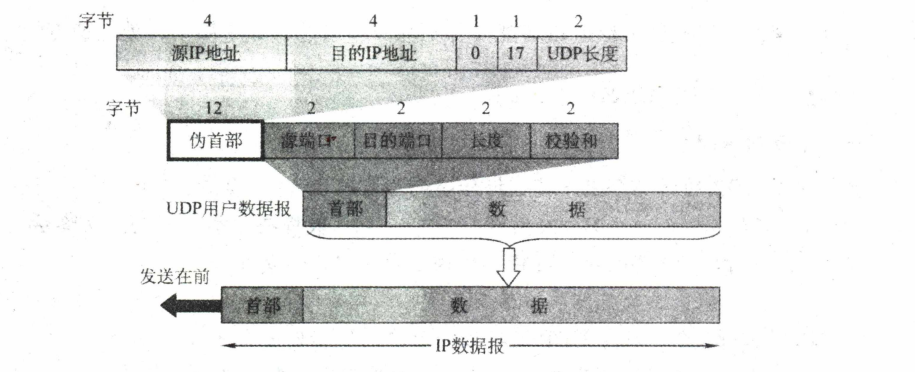 字节 4 4 1 1 2
源IP地址 目的IP地址 0 17 UDP长度
字节 12 2 2 2 2
伪首部 源端口 目的端口 长度 校验和
UDP用户数据报 首部 数 据
发送在前
首部 数 据
IP数据报